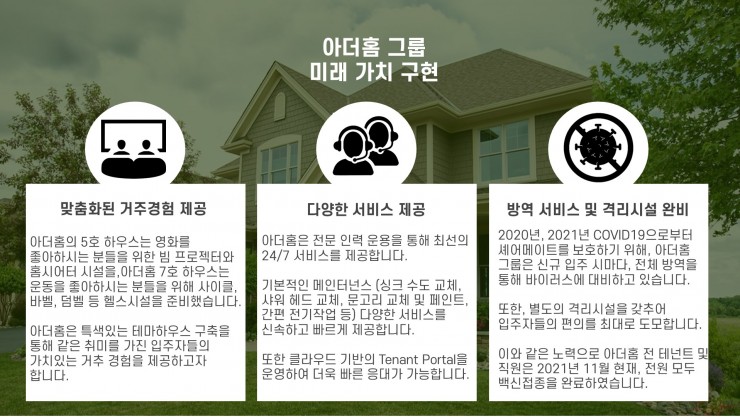 아더홈 그룹
미래 가치 구현
맞춤화된 거주경험 제공
아더홈의 5호 하우스는 영화를
좋아하시는 분들을 위한 빔 프로젝터와
홈시어터 시설을,아더홈 7호 하우스는
운동을 좋아하시는 분들을 위해 사이클,
바벨, 덤벨 등 헬스시설을 준비했습니다.
아더홈은 특색있는 테마하우스 구축을
통해 같은 취미를 가진 입주자들의
가치있는 거주 경험을 제공하고자
합니다.
다양한 서비스 제공
아더홈은 전문 인력 운용을 통해 최선의
24/7 서비스를 제공합니다.
기본적인 메인터넌스 (싱크 수도 교체,
샤워 헤드 교체, 문고리 교체 및 페인트,
간편 전기작업 등) 다양한 서비스를
신속하고 빠르게 제공합니다.
또한 클라우드 기반의 Tenant Portal을
운영하여 더욱 빠른 응대가 가능합니다.
방역 서비스 및 격리시설 완비
2020년, 2021년 COVID19으로부터
셰어메이트를 보호하기 위해, 아더홈
그룹은 신규 입주 시마다, 전체 방역을
통해 바이러스에 대비하고 있습니다.
또한, 별도의 격리시설을 갖추어
입주자들의 편의를 최대로 도모합니다.
이와 같은 노력으로 아더홈 전 테넌트 및
직원은 2021년 11월 현재, 전원 모두
백신접종을 완료하였습니다.